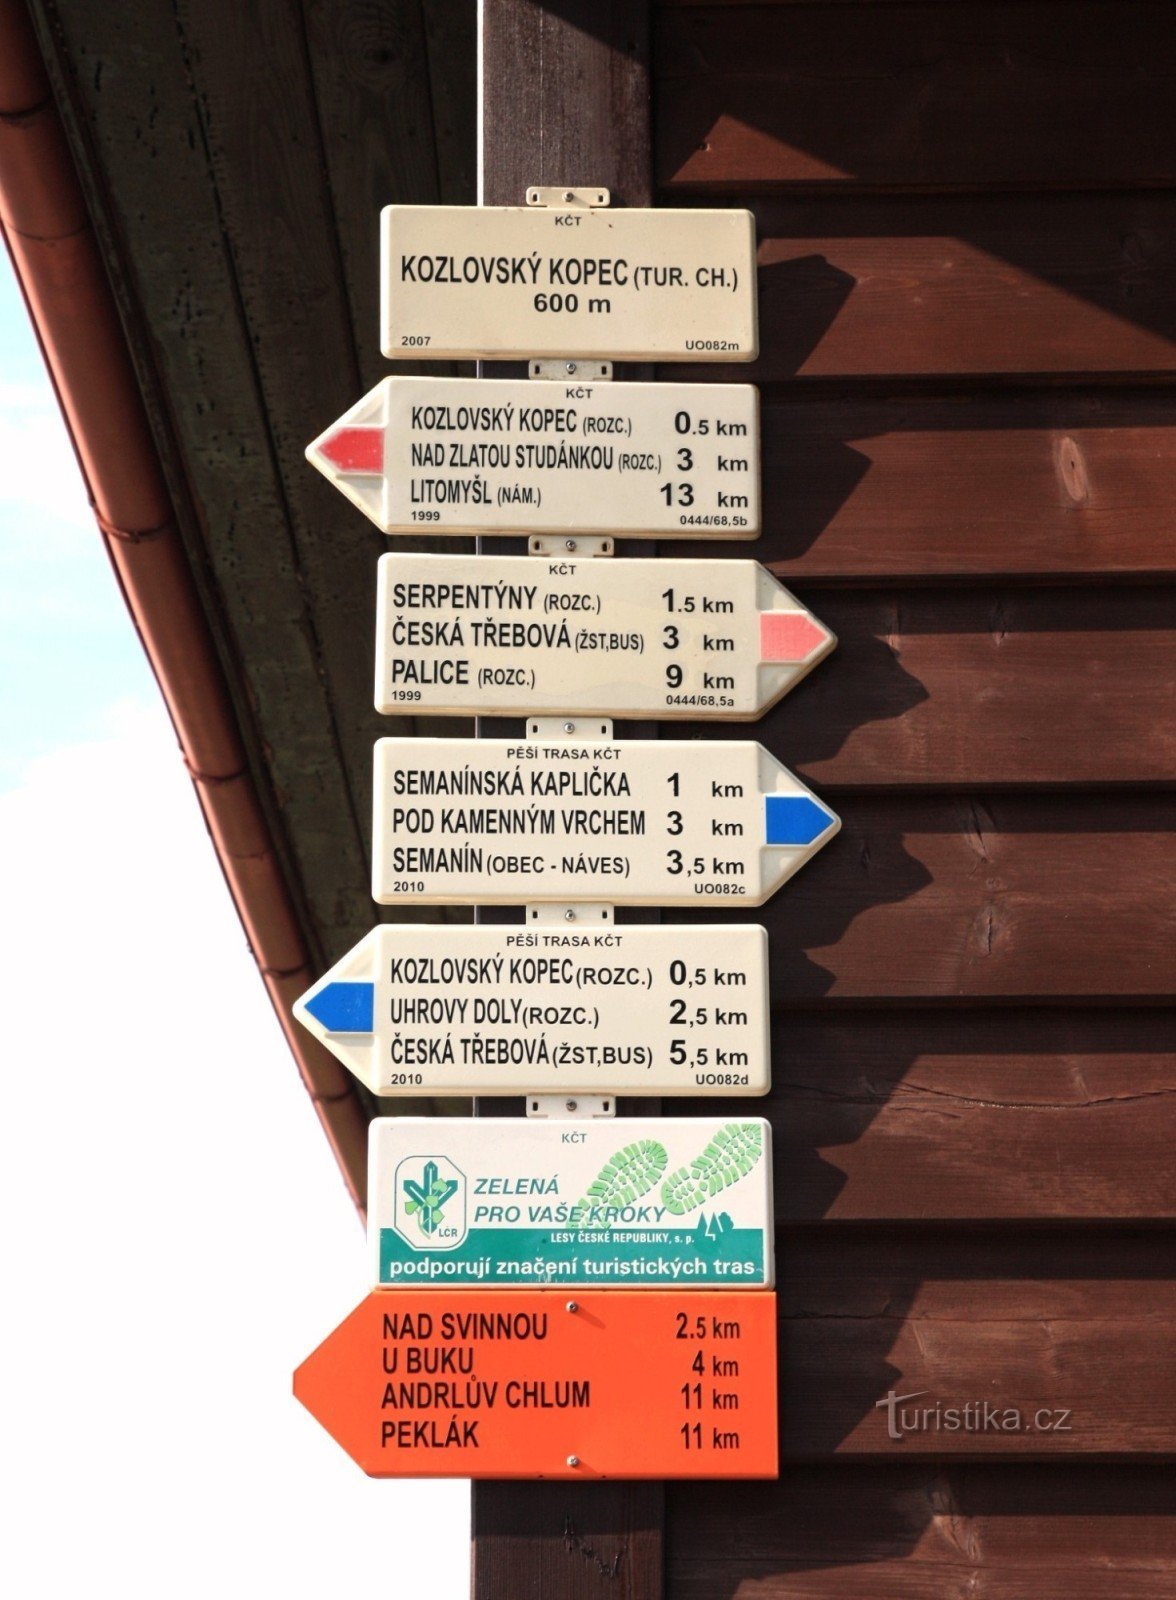 KČT
KOZLOVSKÝ KOPEC (TUR. CH.)
600 m
2007 UO082m
KČT
KOZLOVSKÝ KOPEC (ROZC.) 0.5 km
NAD ZLATOU STUDÁNKOU (ROZC.) 3 km
LITOMYŠL (NÁM.) 13 km
1999 0444/68,5b
KČT
SERPENTÝNY (ROZC.) 1.5 km
ČESKÁ TŘEBOVÁ (ŽST,BUS) 3 km
PALICE (ROZC.) 9 km
1999 0444/68,5a
PĚŠÍ TRASA KČT
SEMANÍNSKÁ KAPLIČKA 1 km
POD KAMENNÝM VRCHEM 3 km
SEMANÍN (OBEC - NÁVES) 3,5 km
2010 UO082c
PĚŠÍ TRASA KČT
KOZLOVSKÝ KOPEC (ROZC.) 0,5 km
UHROVY DOLY (ROZC.) 2,5 km
ČESKÁ TŘEBOVÁ (ŽST,BUS) 5,5 km
2010 UO082d
KČT
ZELENÁ
PRO VAŠE KROKY
LČR
LESY ČESKÉ REPUBLIKY, s. p.
podporují značení turistických tras
NAD SVINNOU 2.5 km
U BUKU 4 km
ANDRLŮV CHLUM 11 km
PEKLÁK 11 km
Turistika.cz